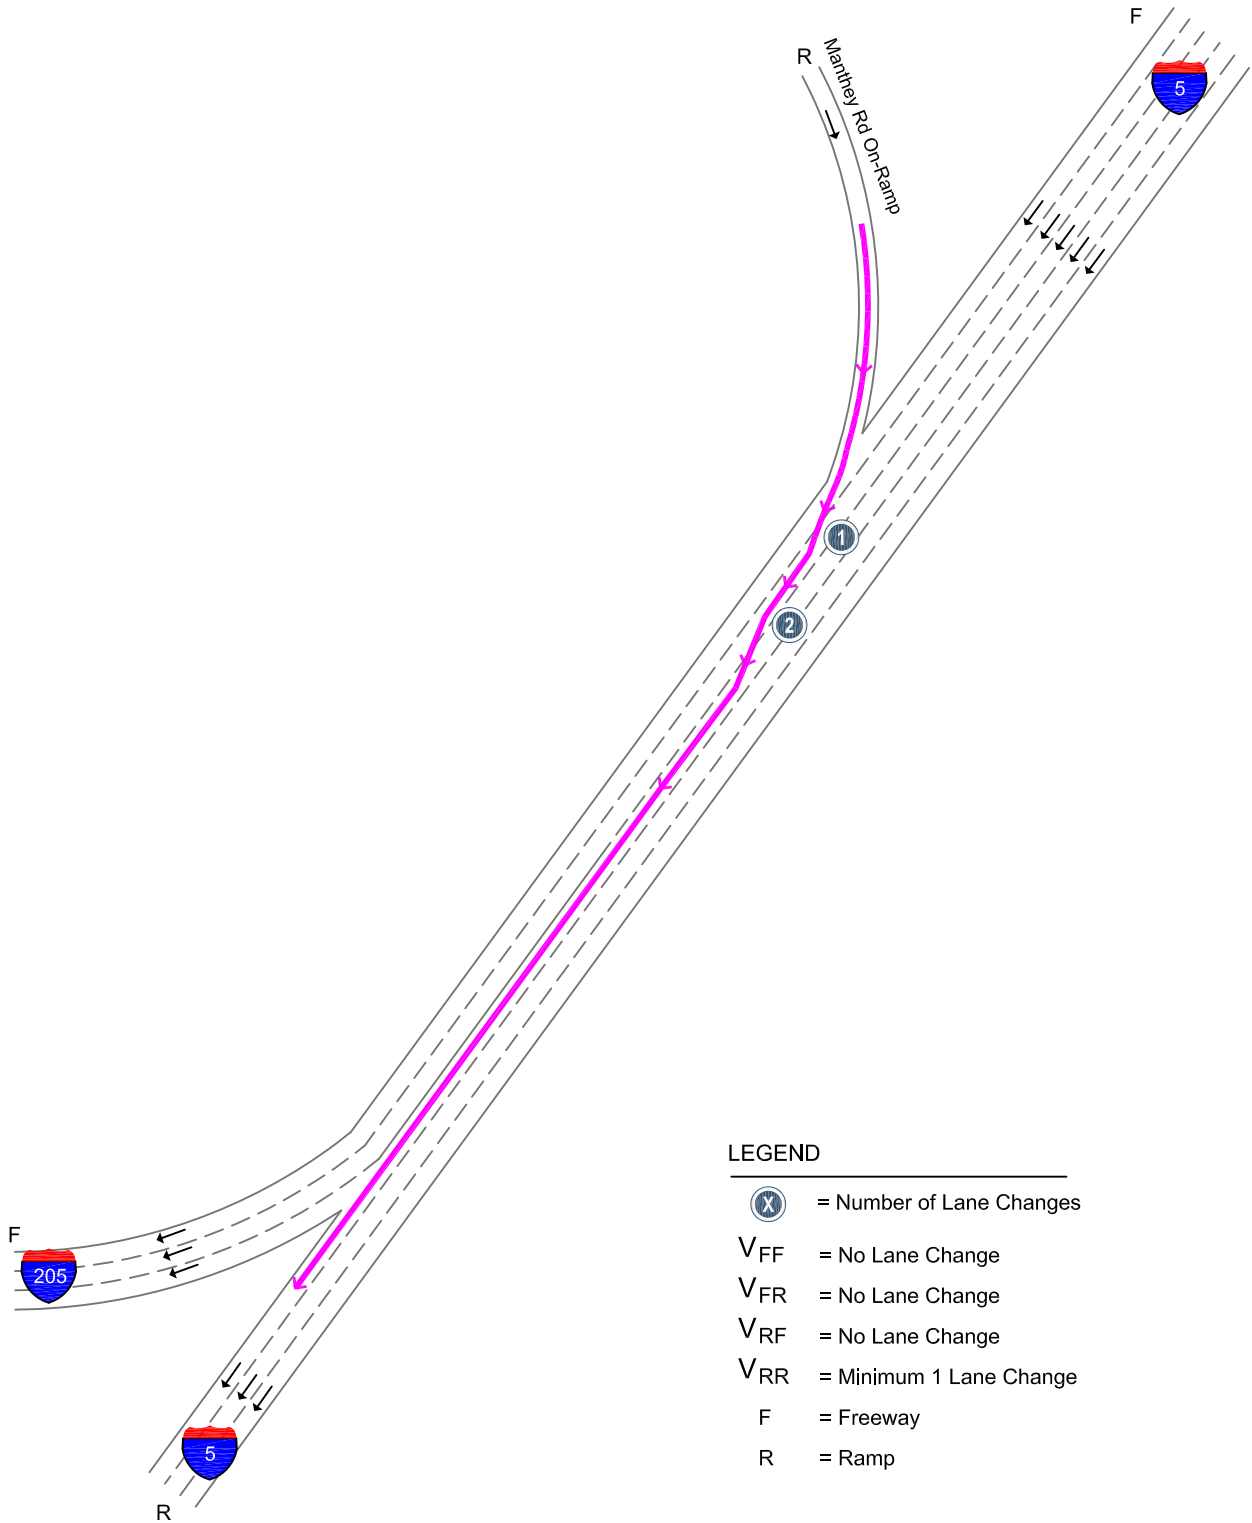 F
5
R
Manthey Rd On-Ramp
1
2
LEGEND
X = Number of Lane Changes
VFF = No Lane Change
VFR = No Lane Change
VRF = No Lane Change
VRR = Minimum 1 Lane Change
F = Freeway
R = Ramp
F
205
5
R